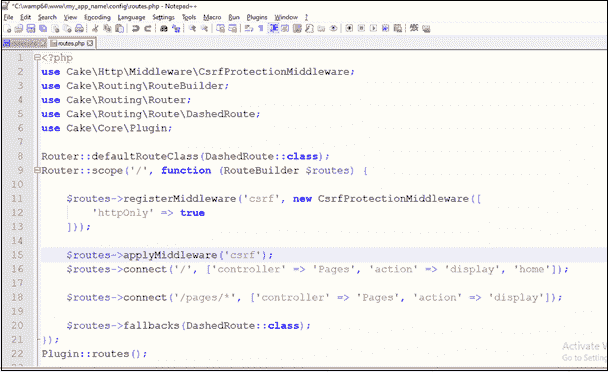 *C:\wamp64\www\my_app_name\config\routes.php - Notepad++
File Edit Search View Encoding Language Settings Tools Macro Run Plugins Window ?
routes.php
1 <?php
2 use Cake\Http\Middleware\CsrfProtectionMiddleware;
3 use Cake\Routing\RouteBuilder;
4 use Cake\Routing\Router;
5 use Cake\Routing\Route\DashedRoute;
6 use Cake\Core\Plugin;
7
8 Router::defaultRouteClass(DashedRoute::class);
9 Router::scope('/', function (RouteBuilder $routes) {
10
11 $routes->registerMiddleware('csrf', new CsrfProtectionMiddleware([
12 'httpOnly' => true
13 ]));
14
15 $routes->applyMiddleware('csrf');
16 $routes->connect('/', ['controller' => 'Pages', 'action' => 'display', 'home']);
17
18 $routes->connect('/pages/*', ['controller' => 'Pages', 'action' => 'display']);
19
20 $routes->fallbacks(DashedRoute::class);
21 });
22 Plugin::routes();
Activate W
Go to Setting